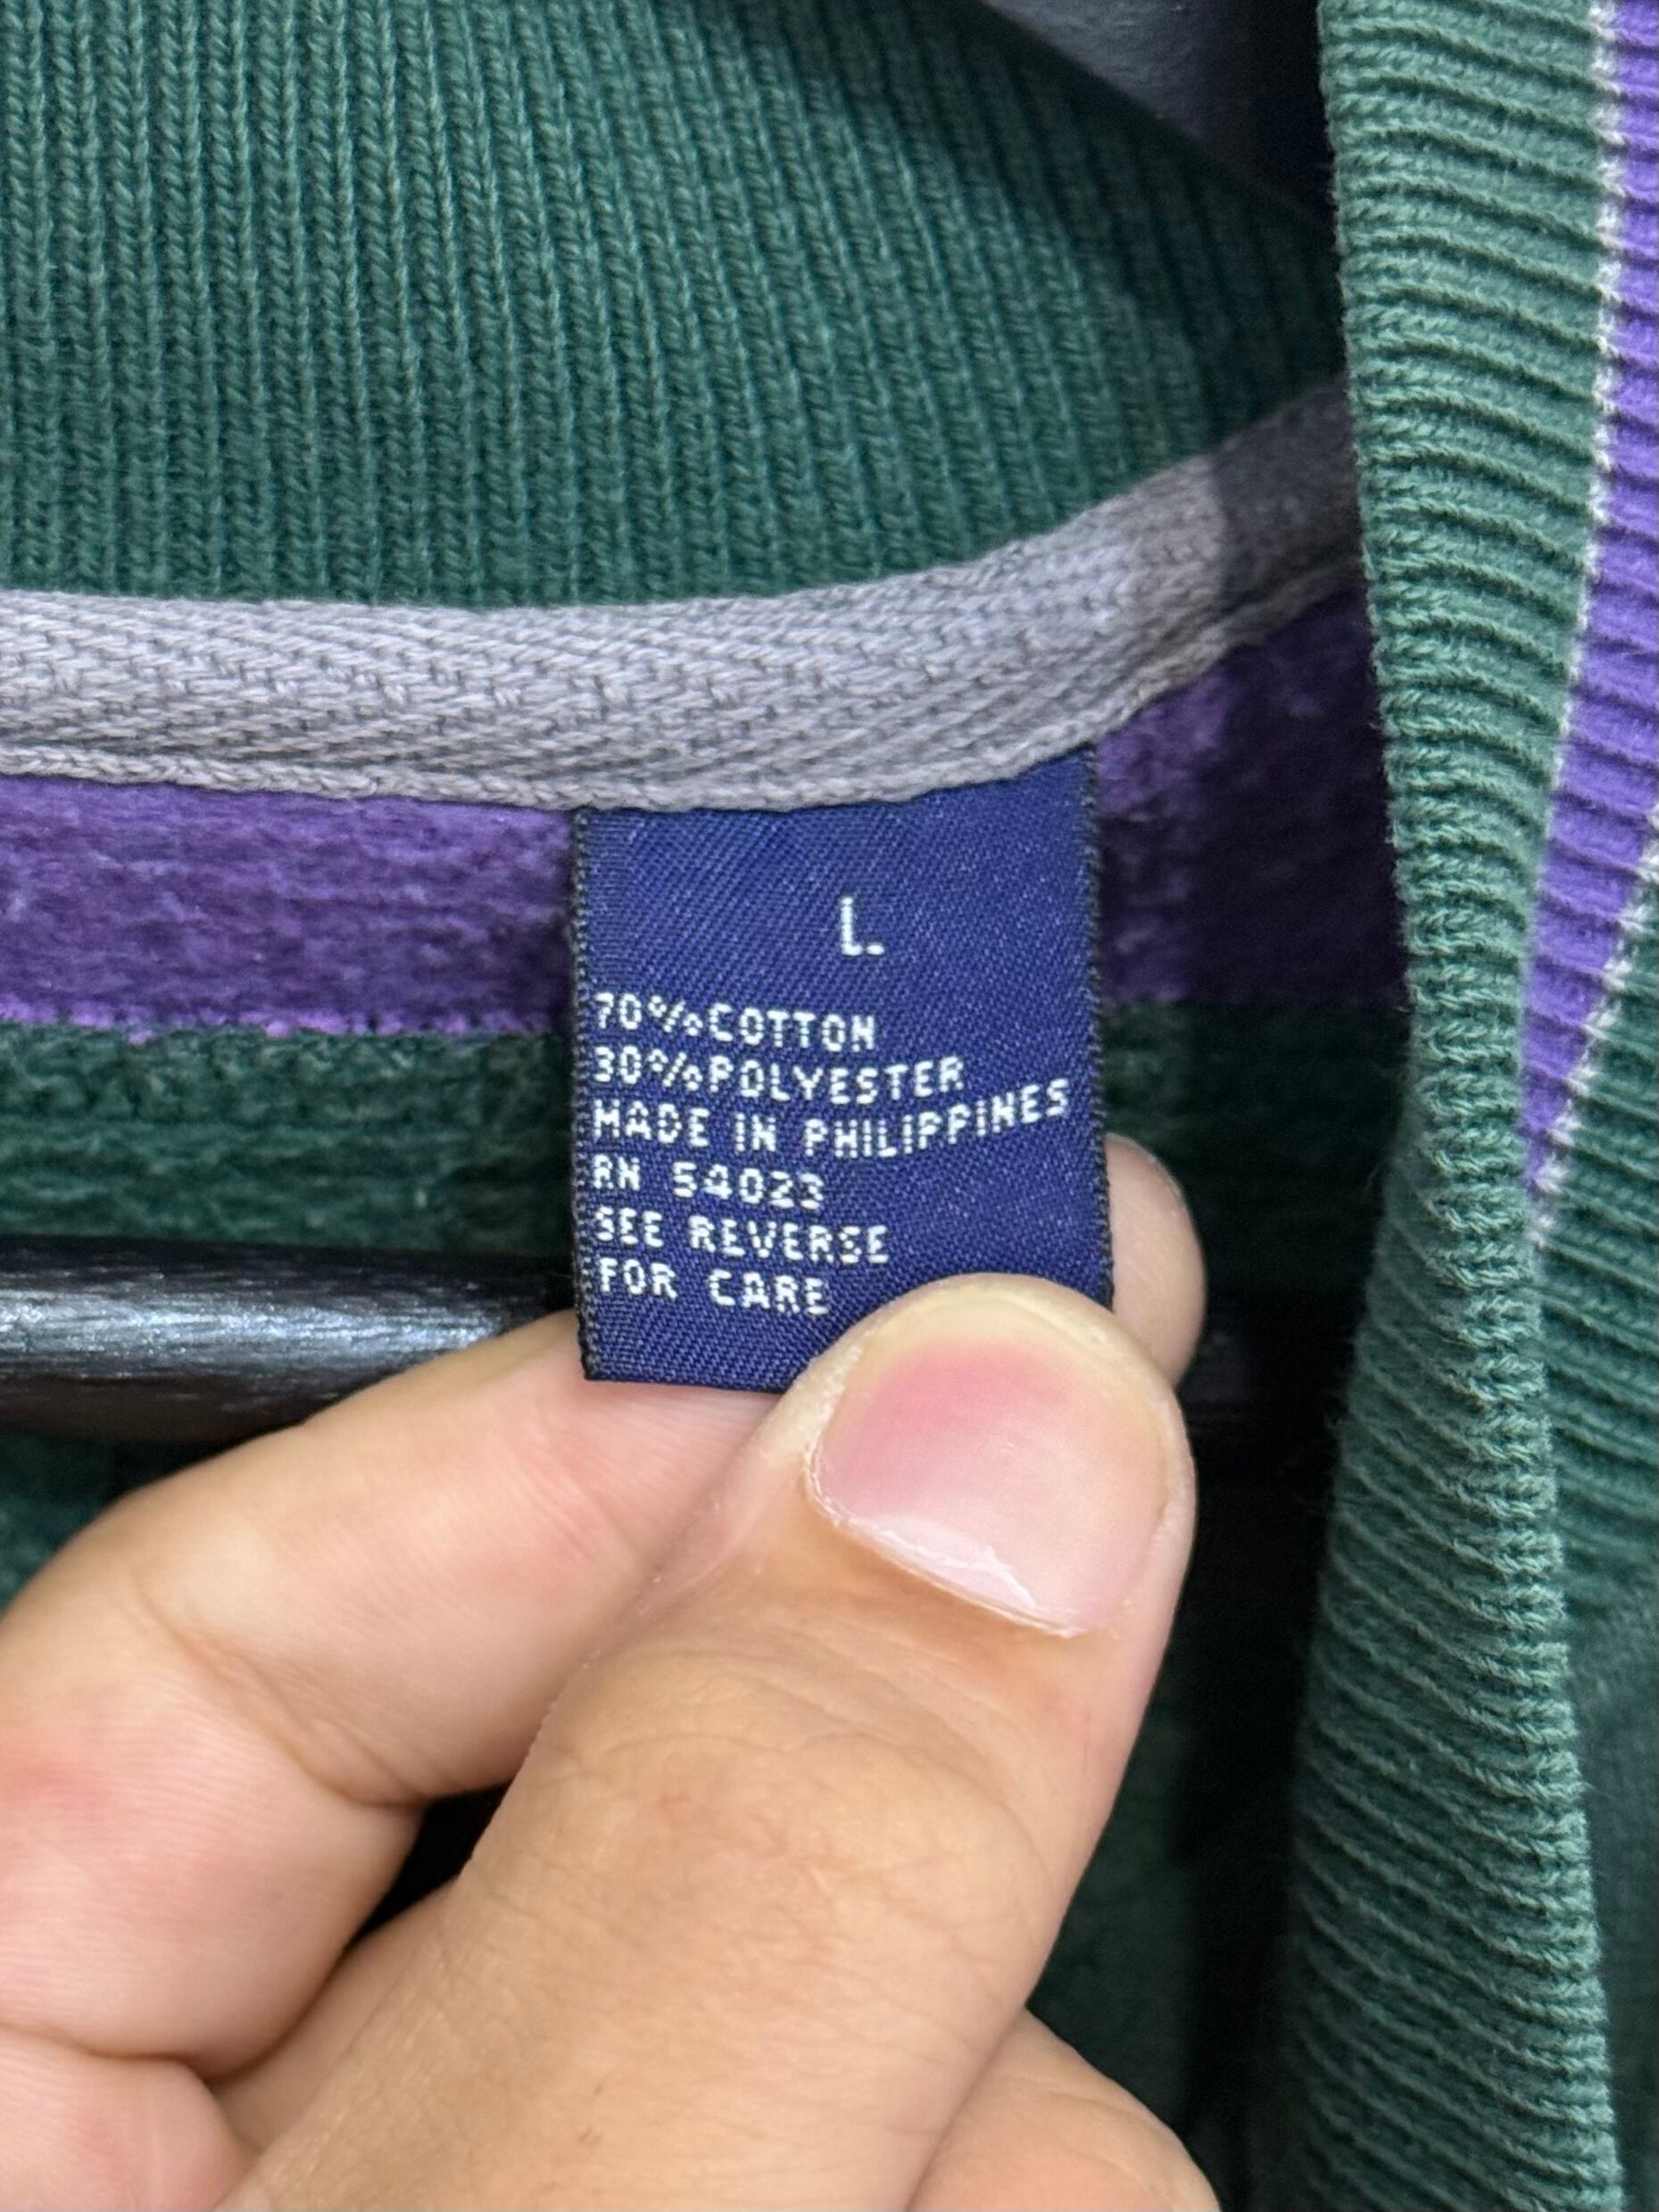 L
70%COTTON
30%POLYESTER
MADE IN PHILIPPINES
RN 54023
SEE REVERSE
FOR CARE